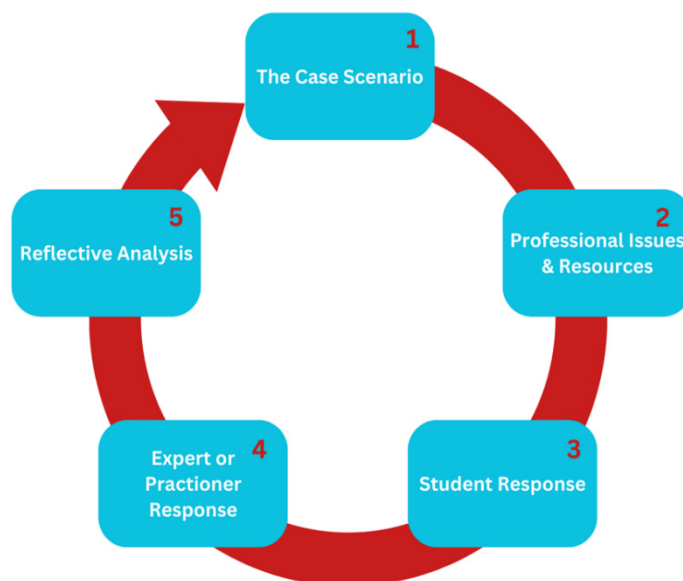 1
The Case Scenario
2
Professional Issues
& Resources
3
Student Response
4
Expert or
Practioner
Response
5
Reflective Analysis